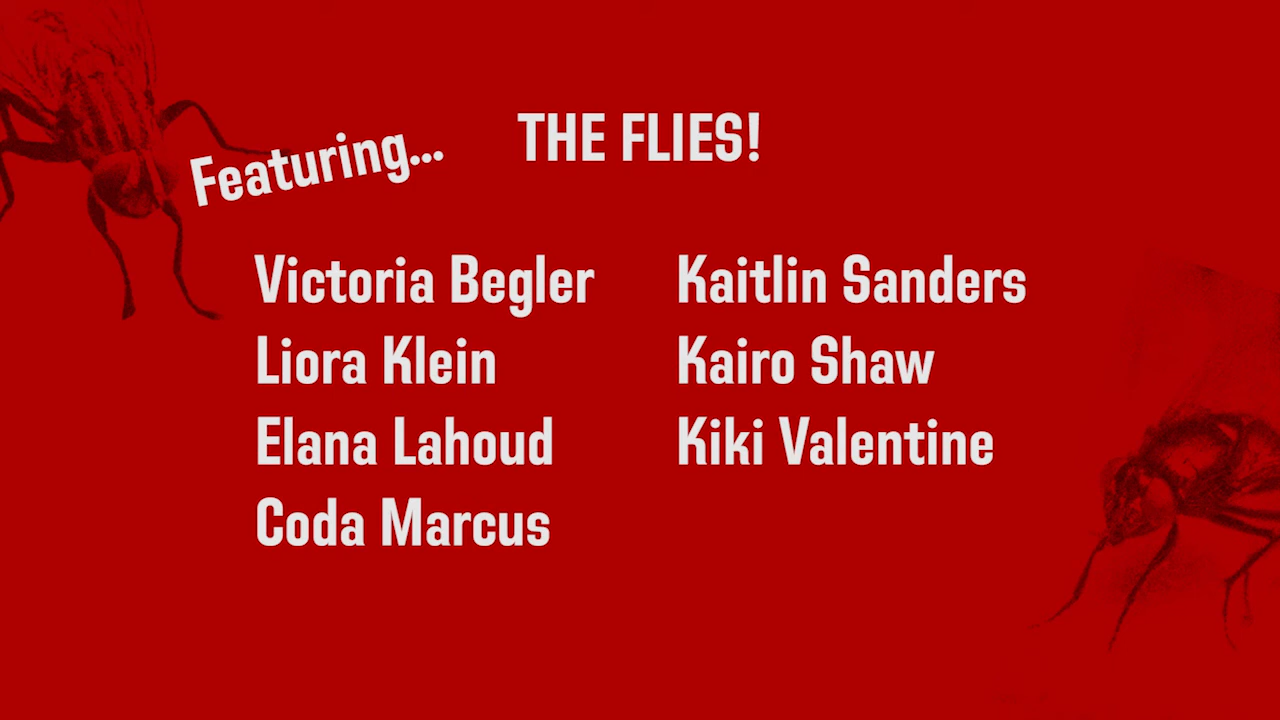 Featuring...
THE FLIES!
Victoria Begler
Liora Klein
Elana Lahoud
Coda Marcus
Kaitlin Sanders
Kairo Shaw
Kiki Valentine